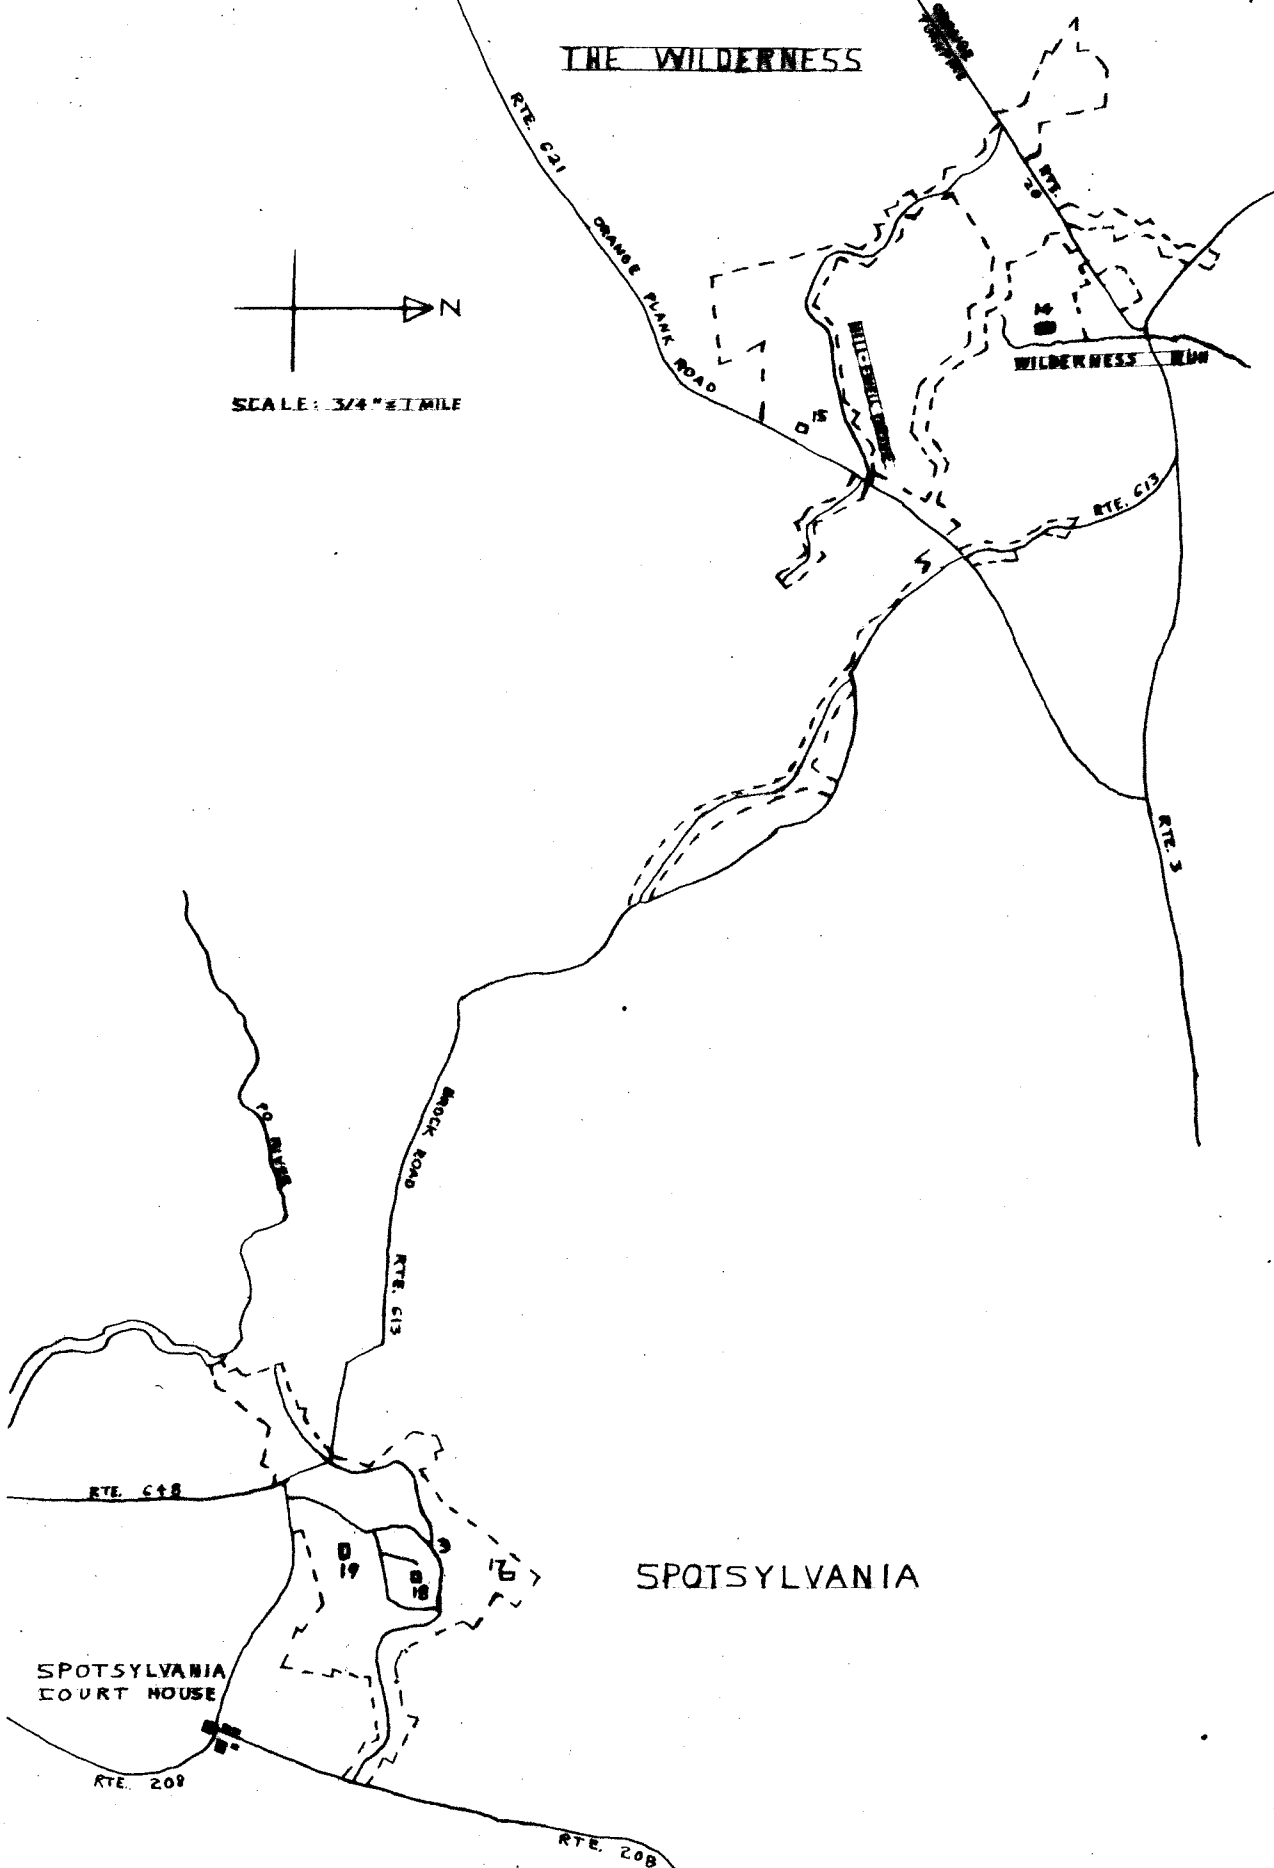 THE WILDERNESS
ORANGE
TURNPIKE
RTE. 621
RTE.
20
ORANGE PLANK ROAD
N
SCALE: 3/4" = 1 MILE
14
WILDERNESS RUN
15
RTE. 613
RTE. 3
PO RIVER
BROCK ROAD
RTE. 613
RTE. 648
19
18
SPOTSYLVANIA
SPOTSYLVANIA
COURT HOUSE
RTE. 208
RTE. 208